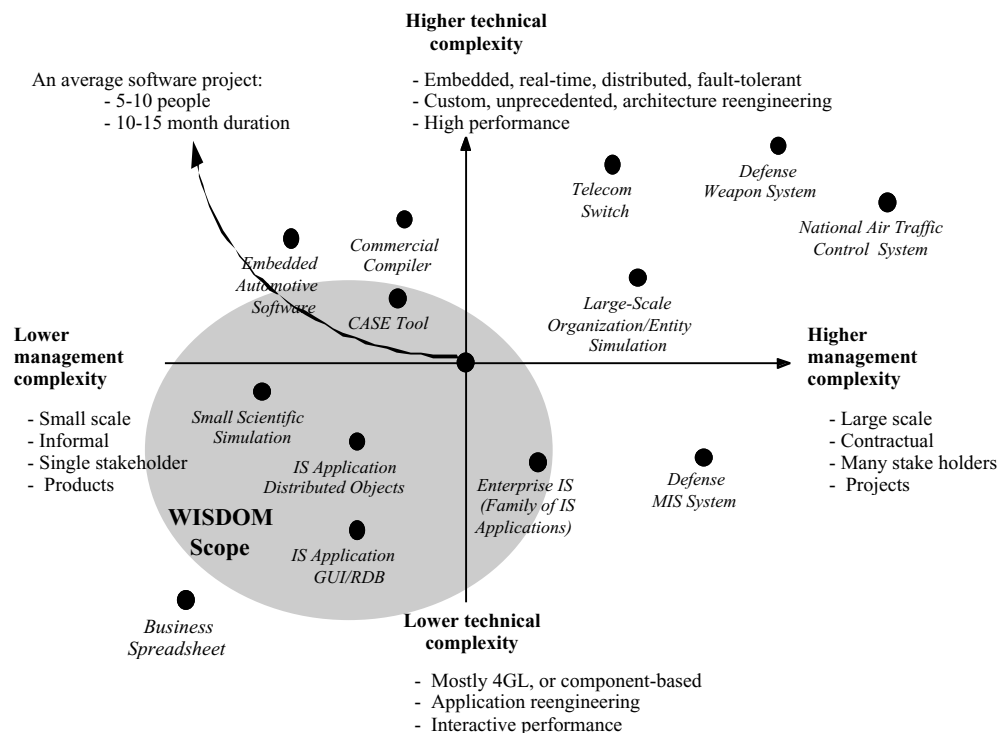 Higher technical
complexity
An average software project:
- 5-10 people
- 10-15 month duration
- Embedded, real-time, distributed, fault-tolerant
- Custom, unprecedented, architecture reengineering
- High performance
Telecom
Switch
Defense
Weapon System
National Air Traffic
Control System
Commercial
Compiler
Embedded
Automotive
Software
CASE Tool
Large-Scale
Organization/Entity
Simulation
Lower
management
complexity
- Small scale
- Informal
- Single stakeholder
- Products
Higher
management
complexity
- Large scale
- Contractual
- Many stake holders
- Projects
Small Scientific
Simulation
IS Application
Distributed Objects
Enterprise IS
(Family of IS
Applications)
Defense
MIS System
WISDOM
Scope
IS Application
GUI/RDB
Business
Spreadsheet
Lower technical
complexity
- Mostly 4GL, or component-based
- Application reengineering
- Interactive performance